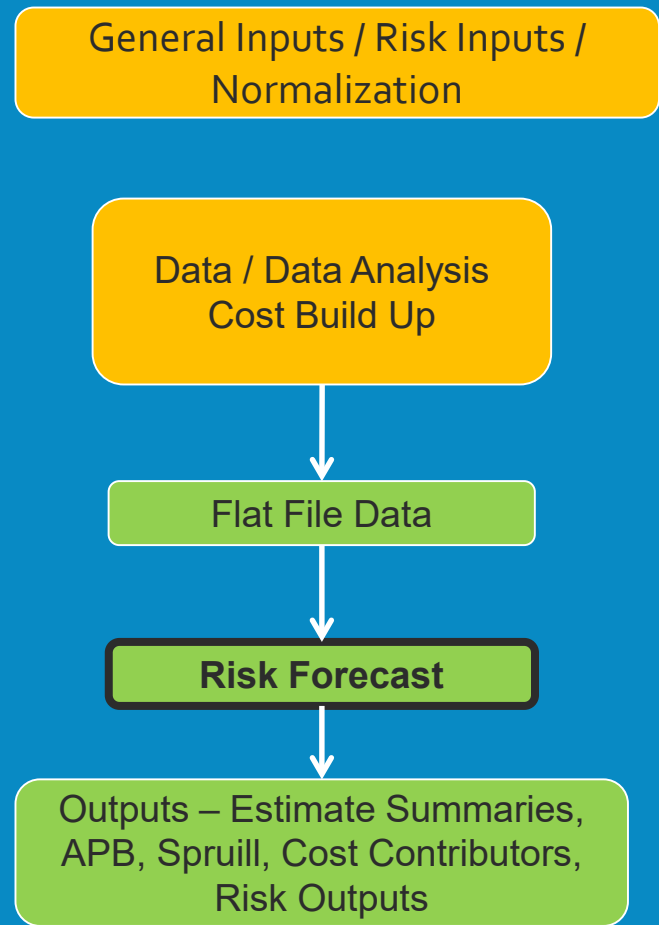 General Inputs / Risk Inputs /
Normalization
Data / Data Analysis
Cost Build Up
Flat File Data
Risk Forecast
Outputs – Estimate Summaries,
APB, Spruill, Cost Contributors,
Risk Outputs